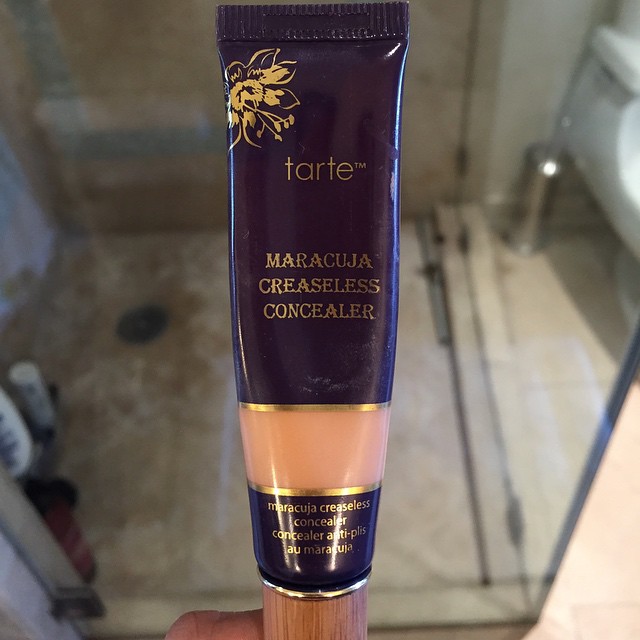 tarte™
MARACUJA
CREASELESS
CONCEALER
maracuja creaseless
concealer
concealer anti-plis
au maracuja